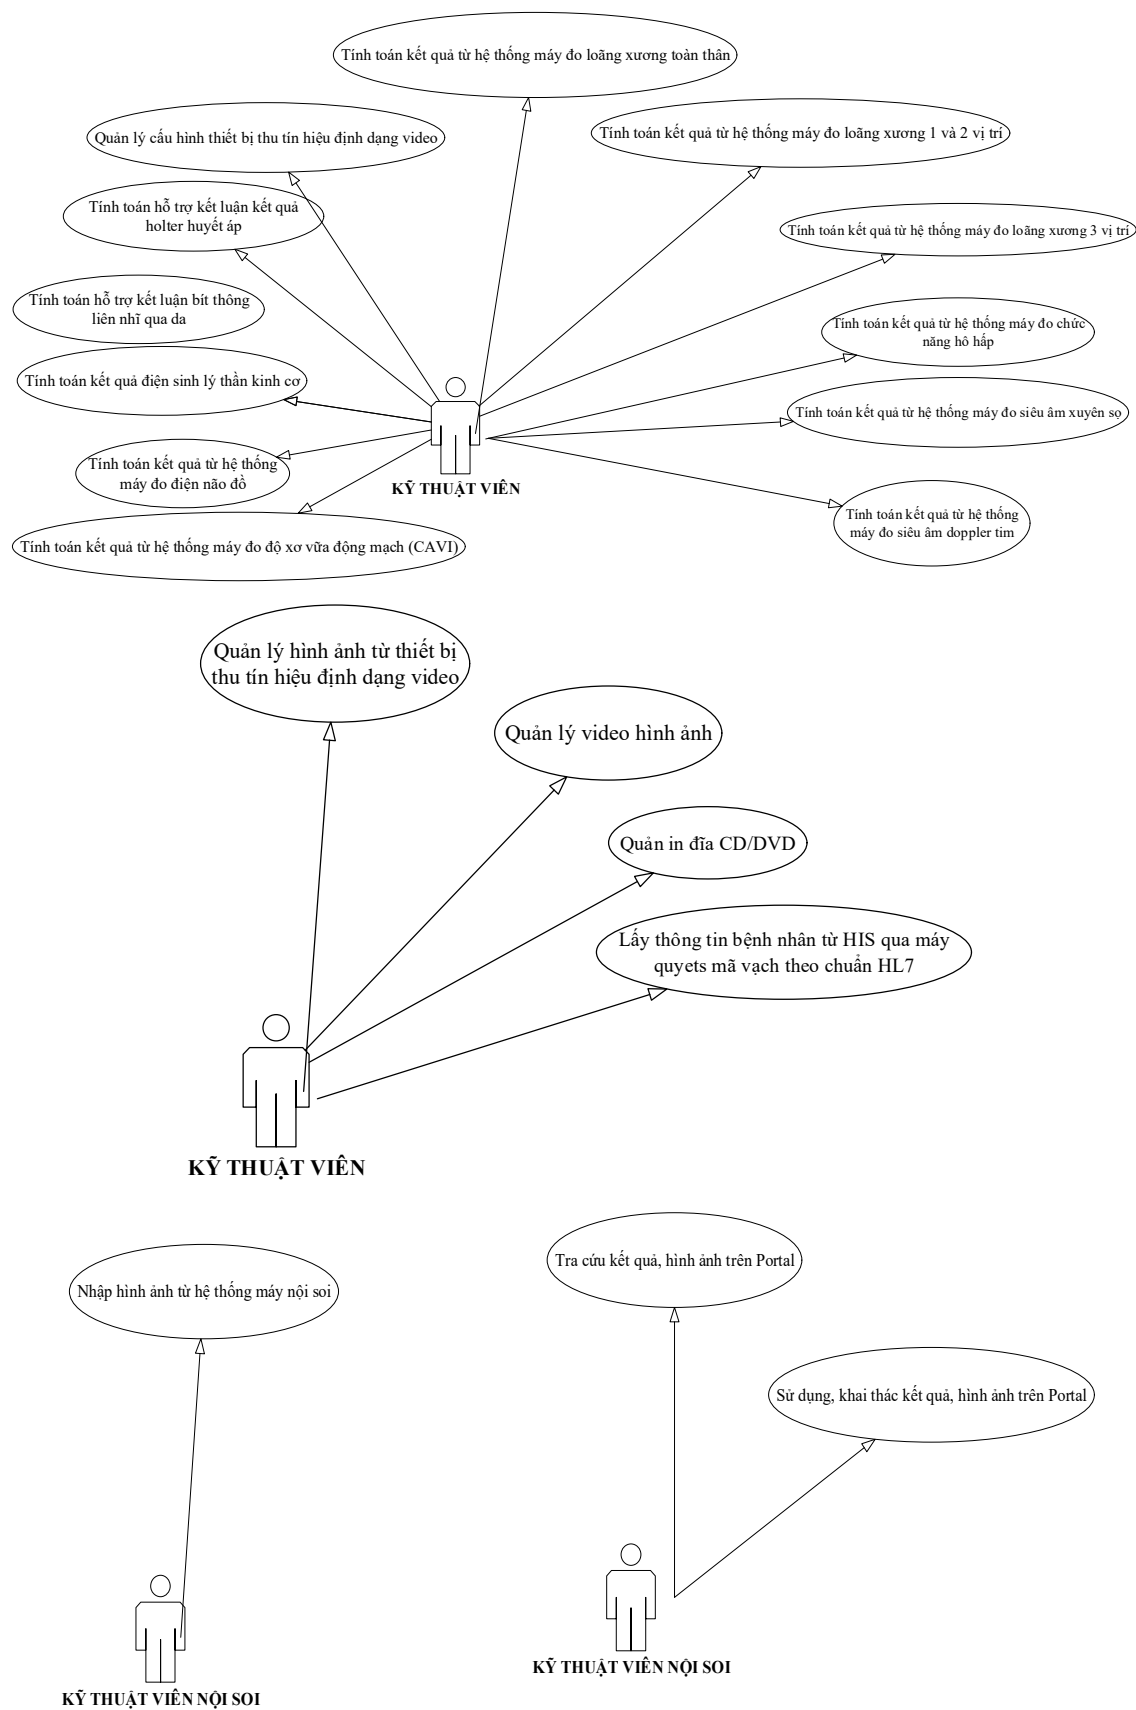 Tính toán kết quả từ hệ thống máy đo loãng xương toàn thân
Quản lý cấu hình thiết bị thu tín hiệu định dạng video
Tính toán kết quả từ hệ thống máy đo loãng xương 1 và 2 vị trí
Tính toán hỗ trợ kết luận kết quả
holter huyết áp
Tính toán kết quả từ hệ thống máy đo loãng xương 3 vị trí
Tính toán hỗ trợ kết luận bít thông
liên nhĩ qua da
Tính toán kết quả từ hệ thống máy đo chức
năng hô hấp
Tính toán kết quả điện sinh lý thần kinh cơ
Tính toán kết quả từ hệ thống máy đo siêu âm xuyên sọ
Tính toán kết quả từ hệ thống
máy đo điện não đồ
KỸ THUẬT VIÊN
Tính toán kết quả từ hệ thống
máy đo siêu âm doppler tim
Tính toán kết quả từ hệ thống máy đo độ xơ vữa động mạch (CAVI)
Quản lý hình ảnh từ thiết bị
thu tín hiệu định dạng video
Quản lý video hình ảnh
Quản in đĩa CD/DVD
Lấy thông tin bệnh nhân từ HIS qua máy
quyets mã vạch theo chuẩn HL7
KỸ THUẬT VIÊN
Tra cứu kết quả, hình ảnh trên Portal
Nhập hình ảnh từ hệ thống máy nội soi
Sử dụng, khai thác kết quả, hình ảnh trên Portal
KỸ THUẬT VIÊN NỘI SOI
KỸ THUẬT VIÊN NỘI SOI